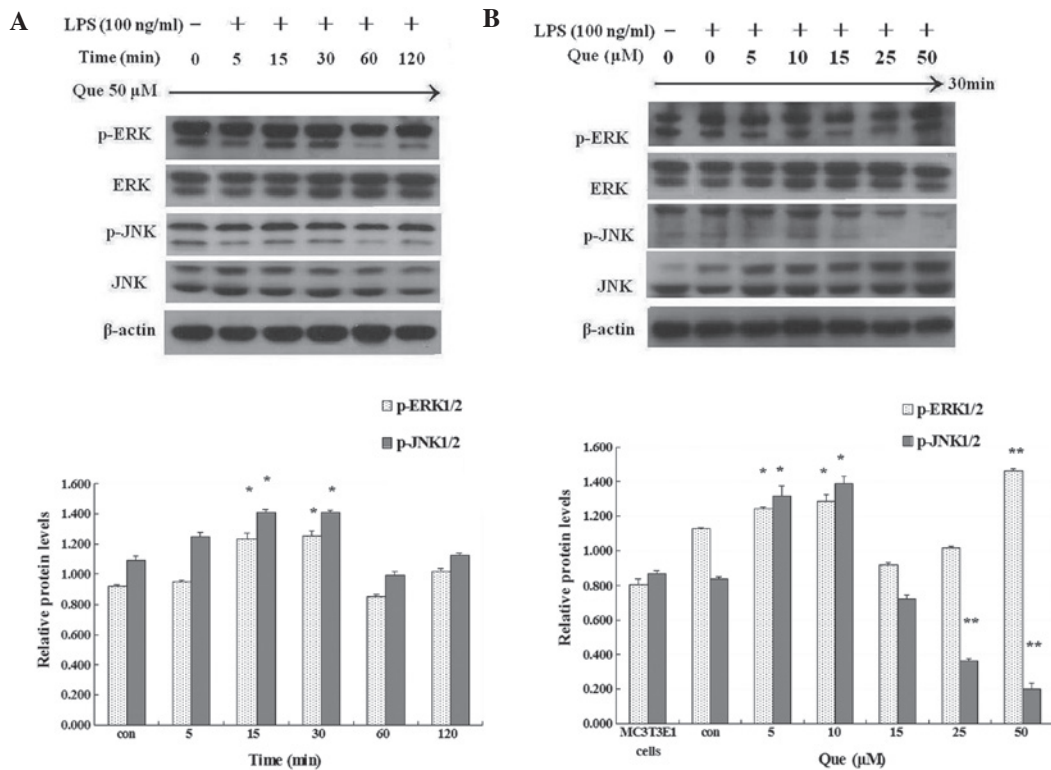 A
LPS (100 ng/ml) – + + + + +
Time (min) 0 5 15 30 60 120
Que 50 µM
p-ERK
ERK
p-JNK
JNK
β-actin
p-ERK1/2
p-JNK1/2
Relative protein levels
1.600
1.400
1.200
1.000
0.800
0.600
0.400
0.200
0.000
* * * *
con 5 15 30 60 120
Time (min)
B
LPS (100 ng/ml) – + + + + + +
Que (µM) 0 0 5 10 15 25 50
30min
p-ERK
ERK
p-JNK
JNK
β-actin
p-ERK1/2
p-JNK1/2
Relative protein levels
1.600
1.400
1.200
1.000
0.800
0.600
0.400
0.200
0.000
* * * * ** ** **
MC3T3E1 con 5 10 15 25 50
cells
Que (µM)